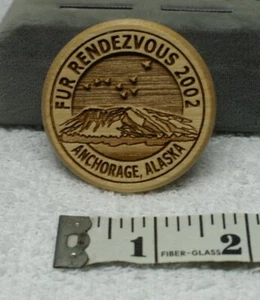 FUR RENDEZVOUS 2002
ANCHORAGE, ALASKA
1 FIBER-GLASS 2